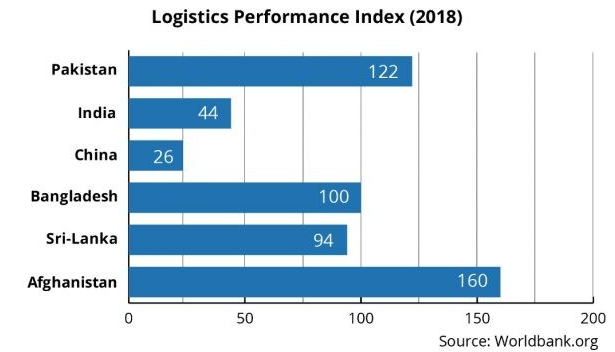 Logistics Performance Index (2018)
Pakistan 122
India 44
China 26
Bangladesh 100
Sri-Lanka 94
Afghanistan 160
0 50 100 150 200
Source: Worldbank.org